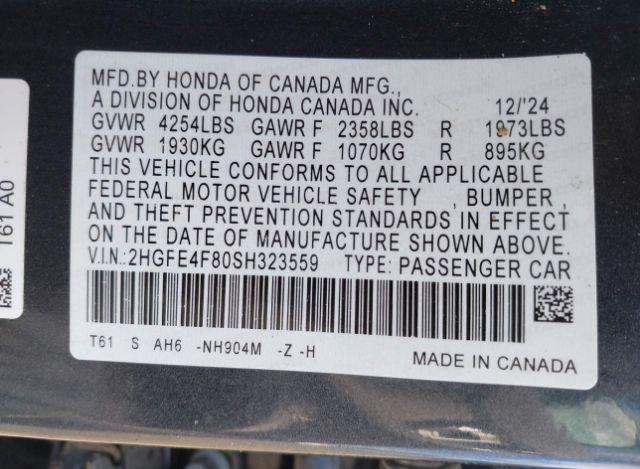 MFD.BY HONDA OF CANADA MFG.,
A DIVISION OF HONDA CANADA INC. 12/'24
GVWR 4254LBS GAWR F 2358LBS R 1973LBS
GVWR 1930KG GAWR F 1070KG R 895KG
THIS VEHICLE CONFORMS TO ALL APPLICABLE
FEDERAL MOTOR VEHICLE SAFETY , BUMPER ,
AND THEFT PREVENTION STANDARDS IN EFFECT
ON THE DATE OF MANUFACTURE SHOWN ABOVE.
V.I.N.:2HGFE4F80SH323559 TYPE: PASSENGER CAR
T61 S AH6 -NH904M -Z -H
MADE IN CANADA
T61 A0